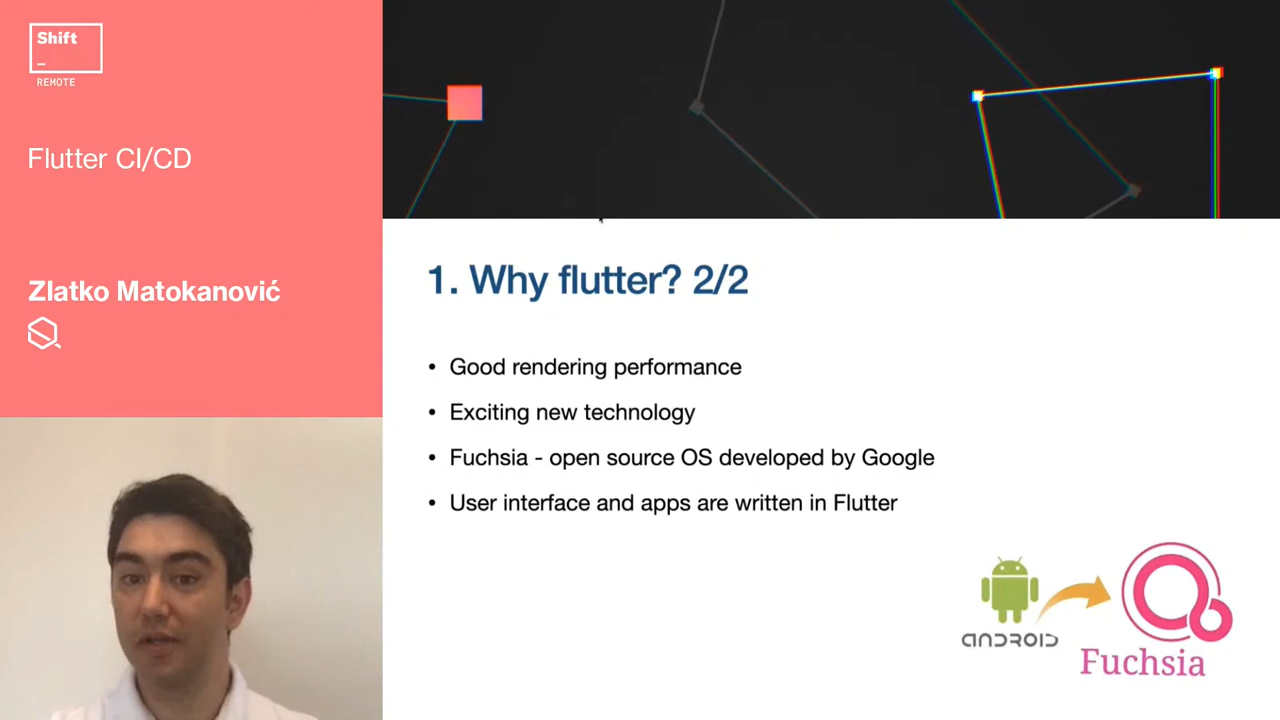 Shift
REMOTE
Flutter CI/CD
Zlatko Matokanović
1. Why flutter? 2/2
• Good rendering performance
• Exciting new technology
• Fuchsia - open source OS developed by Google
• User interface and apps are written in Flutter
ANDROID
Fuchsia